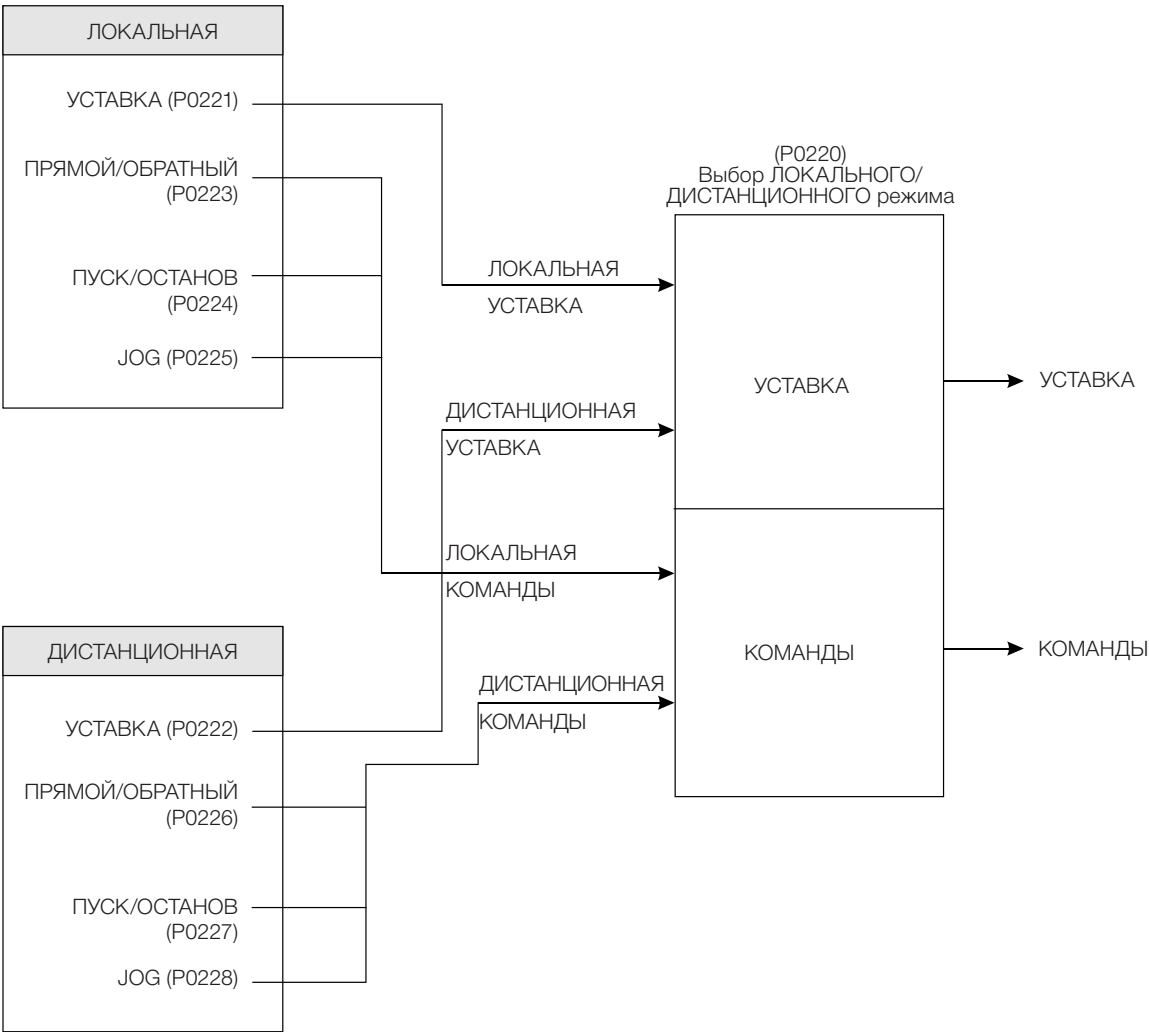 ЛОКАЛЬНАЯ
УСТАВКА (P0221)
ПРЯМОЙ/ОБРАТНЫЙ
(P0223)
ПУСК/ОСТАНОВ
(P0224)
JOG (P0225)
(P0220)
Выбор ЛОКАЛЬНОГО/
ДИСТАНЦИОННОГО режима
ЛОКАЛЬНАЯ
УСТАВКА
ДИСТАНЦИОННАЯ
УСТАВКА
ЛОКАЛЬНАЯ
КОМАНДЫ
ДИСТАНЦИОННАЯ
КОМАНДЫ
УСТАВКА
КОМАНДЫ
УСТАВКА
КОМАНДЫ
ДИСТАНЦИОННАЯ
УСТАВКА (P0222)
ПРЯМОЙ/ОБРАТНЫЙ
(P0226)
ПУСК/ОСТАНОВ
(P0227)
JOG (P0228)